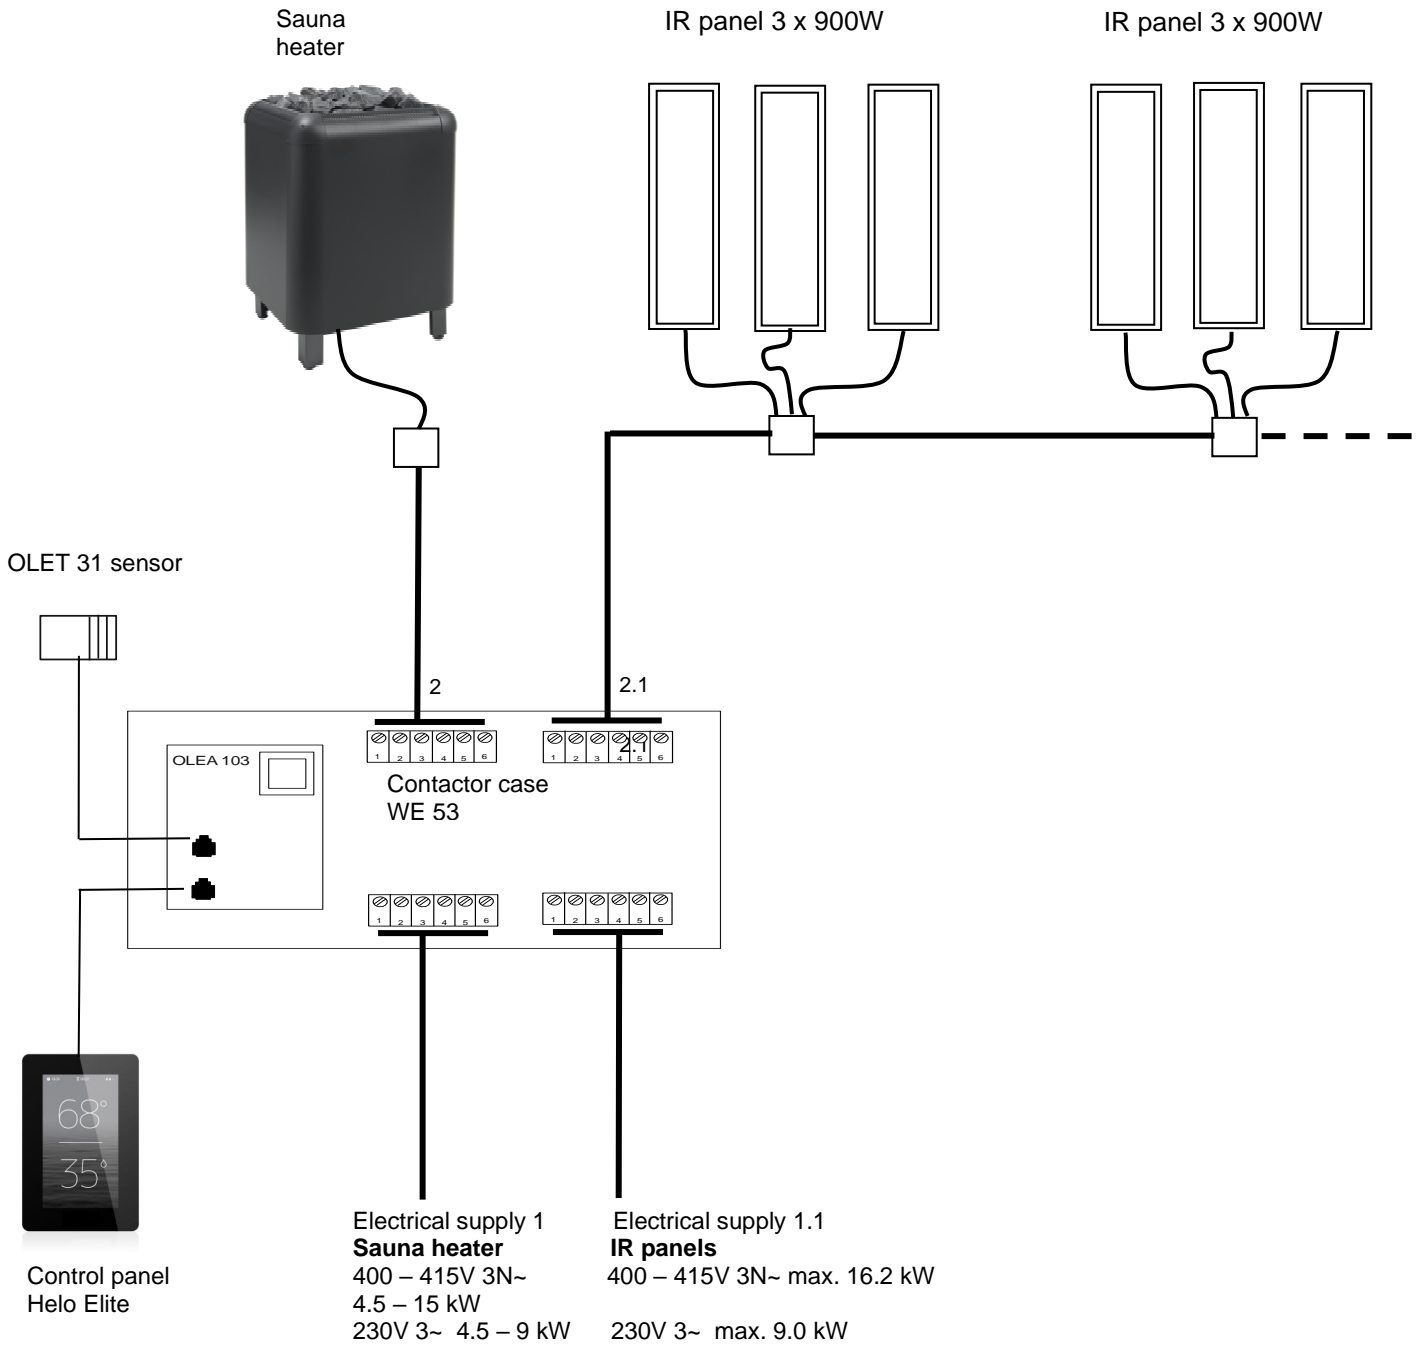 Sauna
heater
IR panel 3 x 900W
IR panel 3 x 900W
OLET 31 sensor
2
2.1
1 2 3 4 5 6
1 2 3 4 5 6
2.1
OLEA 103
Contactor case
WE 53
1 2 3 4 5 6
1 2 3 4 5 6
68°
35°
Control panel
Helo Elite
Electrical supply 1
Sauna heater
400 – 415V 3N~
4.5 – 15 kW
230V 3~ 4.5 – 9 kW
Electrical supply 1.1
IR panels
400 – 415V 3N~ max. 16.2 kW
230V 3~ max. 9.0 kW